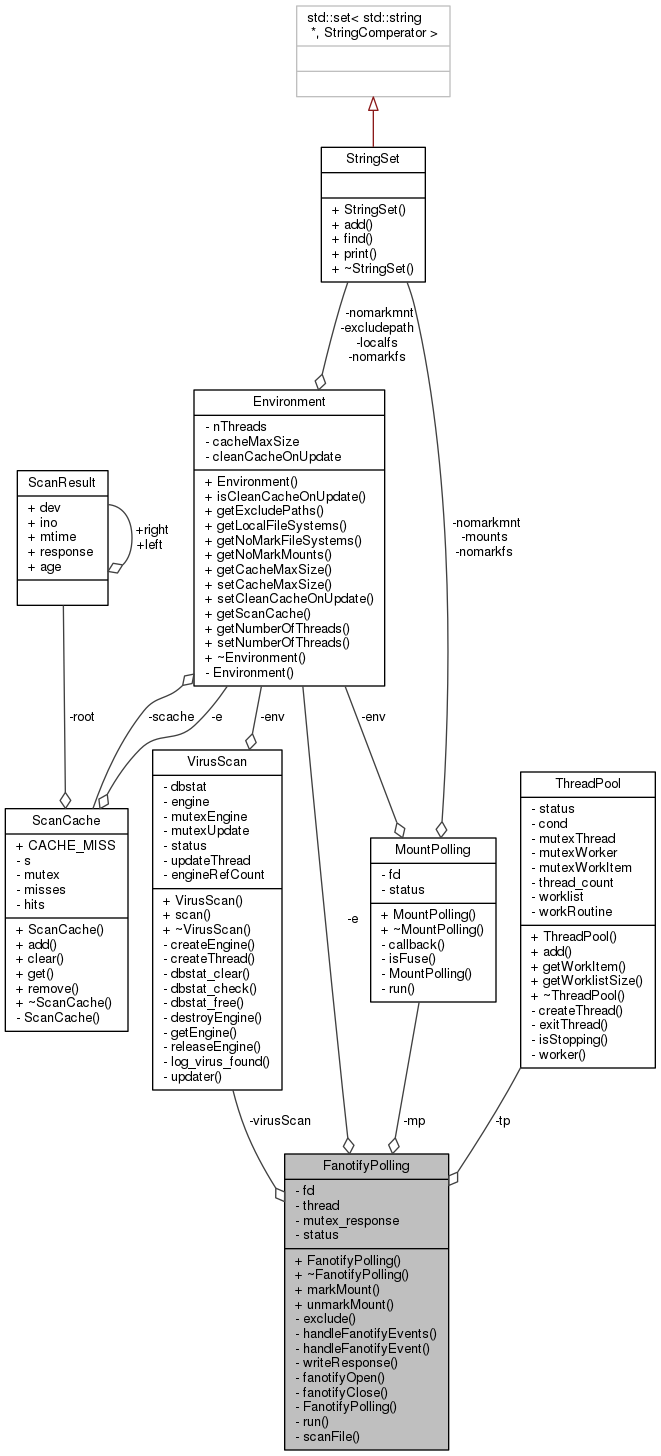 std::set< std::string
*, StringComperator >
StringSet
+ StringSet()
+ add()
+ find()
+ print()
+ ~StringSet()
-nomarkmnt
-excludepath
-localfs
-nomarkfs
Environment
- nThreads
- cacheMaxSize
- cleanCacheOnUpdate
+ Environment()
+ isCleanCacheOnUpdate()
+ getExcludePaths()
+ getLocalFileSystems()
+ getNoMarkFileSystems()
+ getNoMarkMounts()
+ getCacheMaxSize()
+ setCacheMaxSize()
+ setCleanCacheOnUpdate()
+ getScanCache()
+ getNumberOfThreads()
+ setNumberOfThreads()
+ ~Environment()
- Environment()
ScanResult
+ dev
+ ino
+ mtime
+ response
+ age
+right
+left
-nomarkmnt
-mounts
-nomarkfs
-root
-scache
-e
-env
-env
VirusScan
- dbstat
- engine
- mutexEngine
- mutexUpdate
- status
- updateThread
- engineRefCount
+ VirusScan()
+ scan()
+ ~VirusScan()
- createEngine()
- createThread()
- dbstat_clear()
- dbstat_check()
- dbstat_free()
- destroyEngine()
- getEngine()
- releaseEngine()
- log_virus_found()
- updater()
ScanCache
+ CACHE_MISS
- s
- mutex
- misses
- hits
+ ScanCache()
+ add()
+ clear()
+ get()
+ remove()
+ ~ScanCache()
- ScanCache()
-e
MountPolling
- fd
- status
+ MountPolling()
+ ~MountPolling()
- callback()
- isFuse()
- MountPolling()
- run()
ThreadPool
- status
- cond
- mutexThread
- mutexWorker
- mutexWorkItem
- thread_count
- worklist
- workRoutine
+ ThreadPool()
+ add()
+ getWorkItem()
+ getWorklistSize()
+ ~ThreadPool()
- createThread()
- exitThread()
- isStopping()
- worker()
-virusScan
-mp
-tp
FanotifyPolling
- fd
- thread
- mutex_response
- status
+ FanotifyPolling()
+ ~FanotifyPolling()
+ markMount()
+ unmarkMount()
- exclude()
- handleFanotifyEvents()
- handleFanotifyEvent()
- writeResponse()
- fanotifyOpen()
- fanotifyClose()
- FanotifyPolling()
- run()
- scanFile()